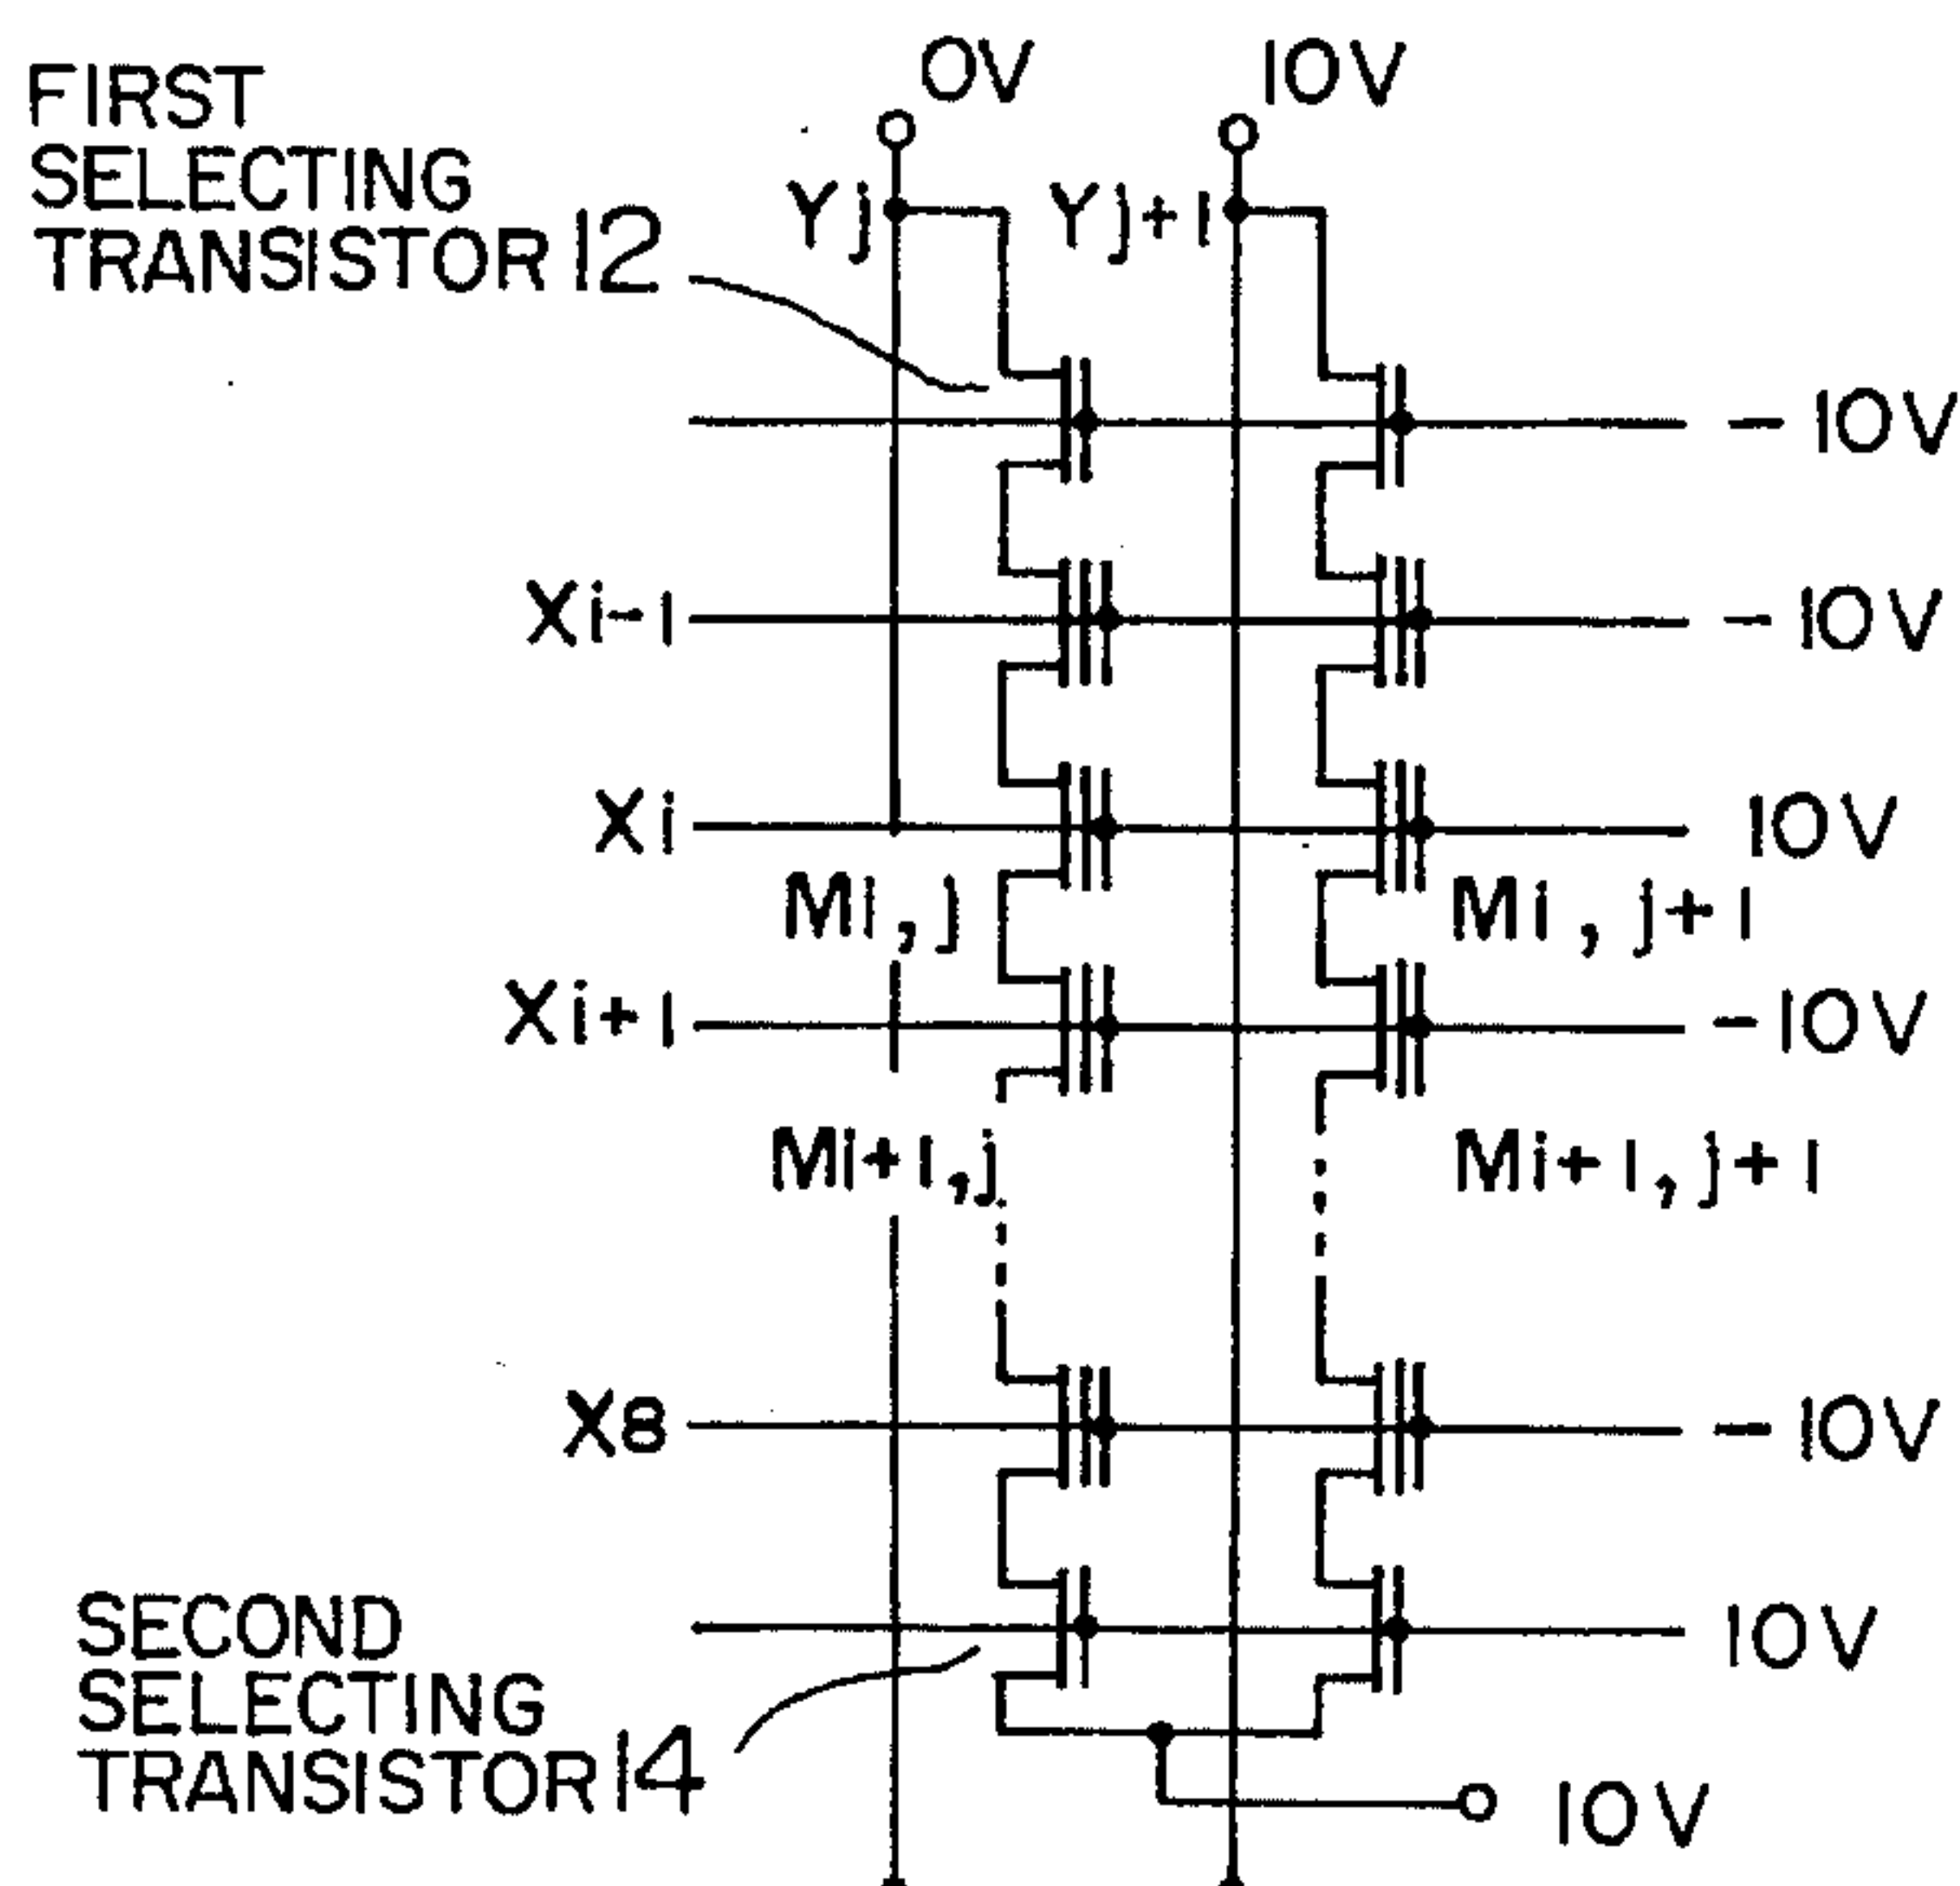 0V 10V
FIRST
SELECTING
TRANSISTOR 12
Yj Yj+1
-10V
Xi-1 -10V
Xi 10V
Mi,j Mi,j+1
Xi+1 -10V
Mi+1,j Mi+1,j+1
X8 -10V
SECOND
SELECTING
TRANSISTOR 14
10V
10V